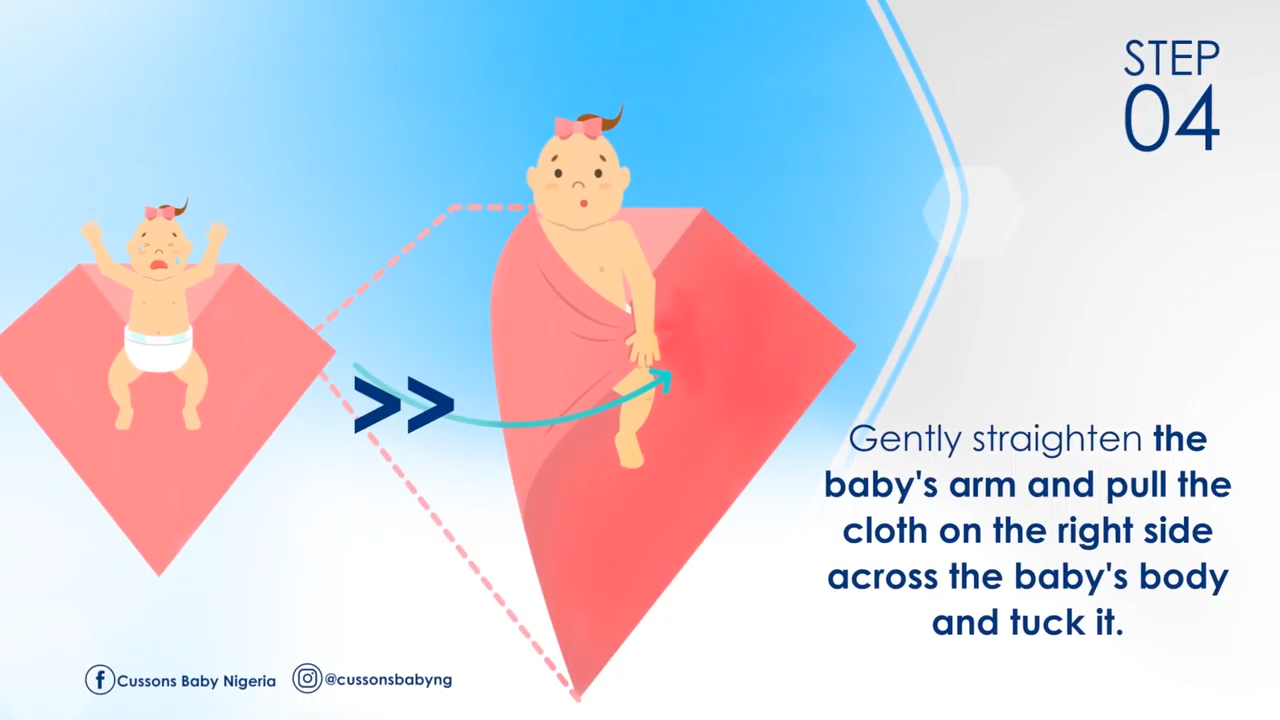 STEP
04
>>
Gently straighten the
baby's arm and pull the
cloth on the right side
across the baby's body
and tuck it.
Cussons Baby Nigeria @cussonsbabyng